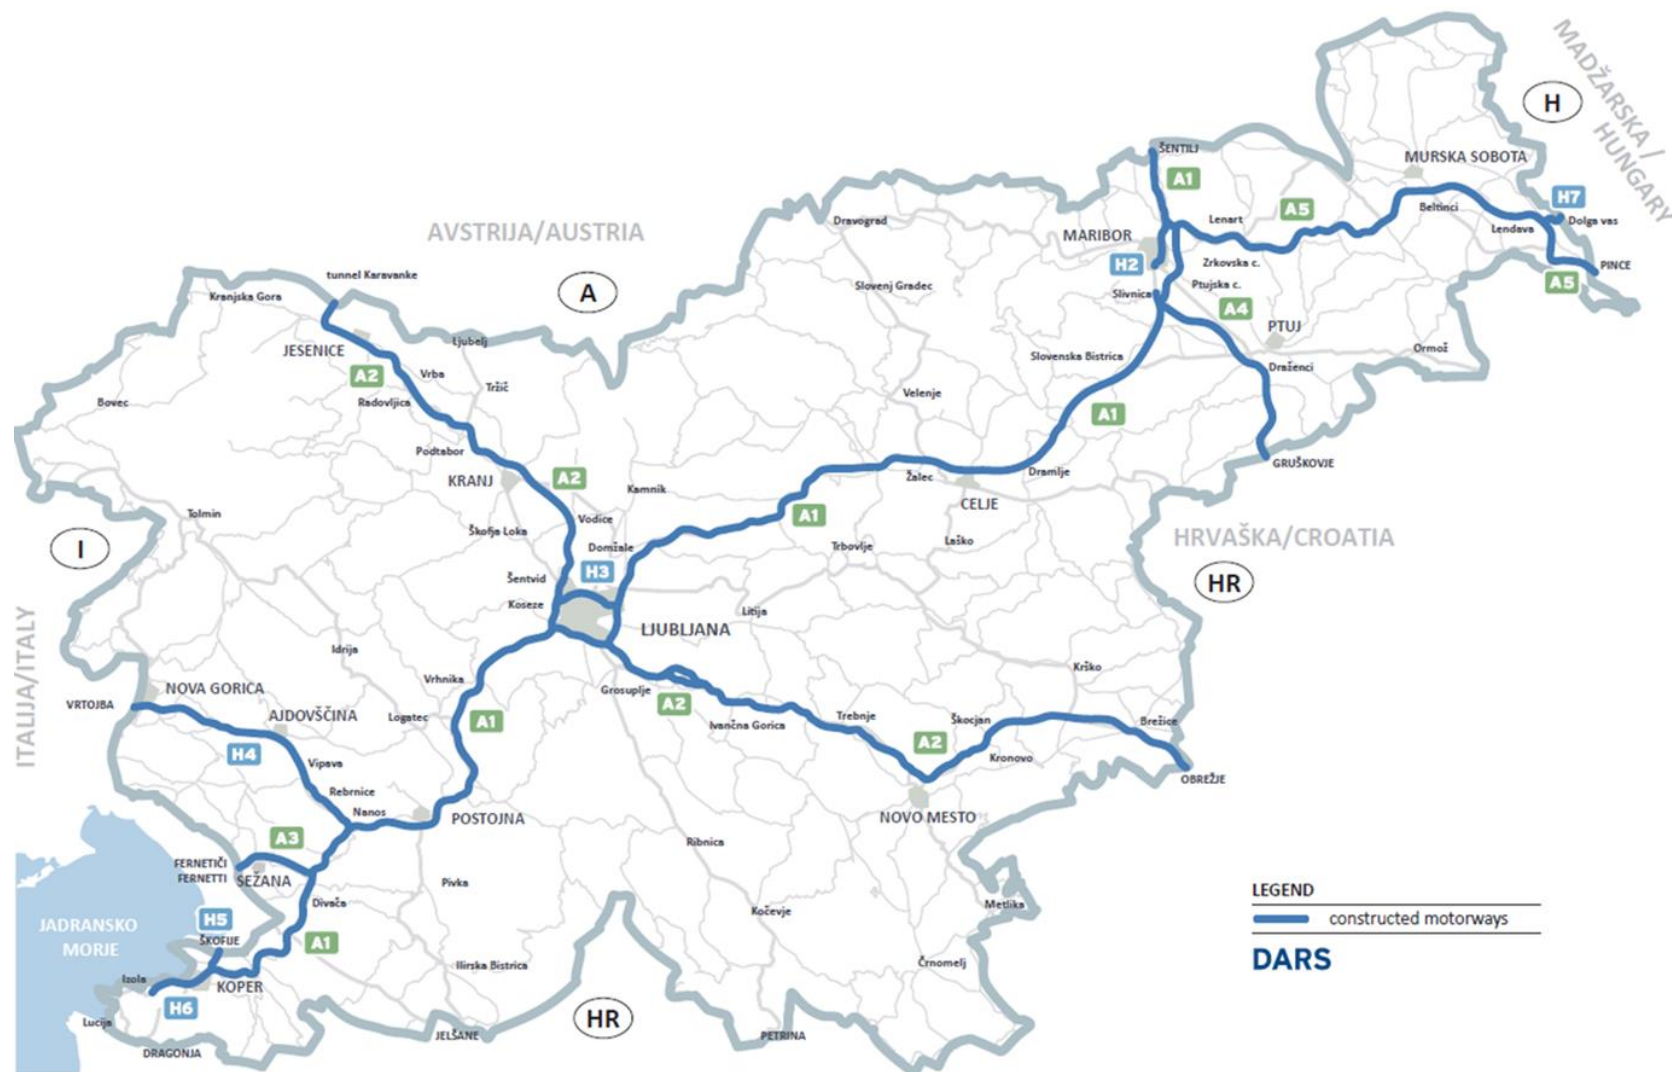 MADŽARSKA /
HUNGARY
H
ŠENTILJ
A1
MURSKA SOBOTA
H7
Dolga vas
Beltinci
Lendava
PINCE
A5
Lenart
A5
MARIBOR
H2
Zrkovska c.
Ptujska c.
Slivnica
A4
PTUJ
Ormož
Draženci
Slovenska Bistrica
Dravograd
Slovenj Gradec
AVSTRIJA/AUSTRIA
A
tunnel Karavanke
Kranjska Gora
JESENICE
Ljubelj
A2
Vrba
Tržič
Radovljica
Bovec
Velenje
A1
GRUŠKOVJE
Podtabor
KRANJ
A2
Kamnik
Žalec
Dramlje
CELJE
Tolmin
Vodice
Škofja Loka
Domžale
A1
Trbovlje
Laško
HRVAŠKA/CROATIA
HR
I
ITALIJA/ITALY
H3
Šentvid
Koseze
LJUBLJANA
Litija
Idrija
Vrhnika
Krško
Grosuplje
A2
NOVA GORICA
VRTOJBA
AJDOVŠČINA
Logatec
A1
Ivančna Gorica
Trebnje
Škocjan
Brežice
A2
Kronovo
OBREŽJE
H4
Vipava
Rebrnice
Nanos
POSTOJNA
NOVO MESTO
A3
FERNETIČI
FERNETTI
SEŽANA
Ribnica
Pivka
Divača
Kočevje
Metlika
JADRANSKO
MORJE
H5
ŠKOFIJE
A1
Izola
KOPER
Ilirska Bistrica
Črnomelj
H6
Lucija
DRAGONJA
JELŠANE
HR
PETRINA
LEGEND
constructed motorways
DARS